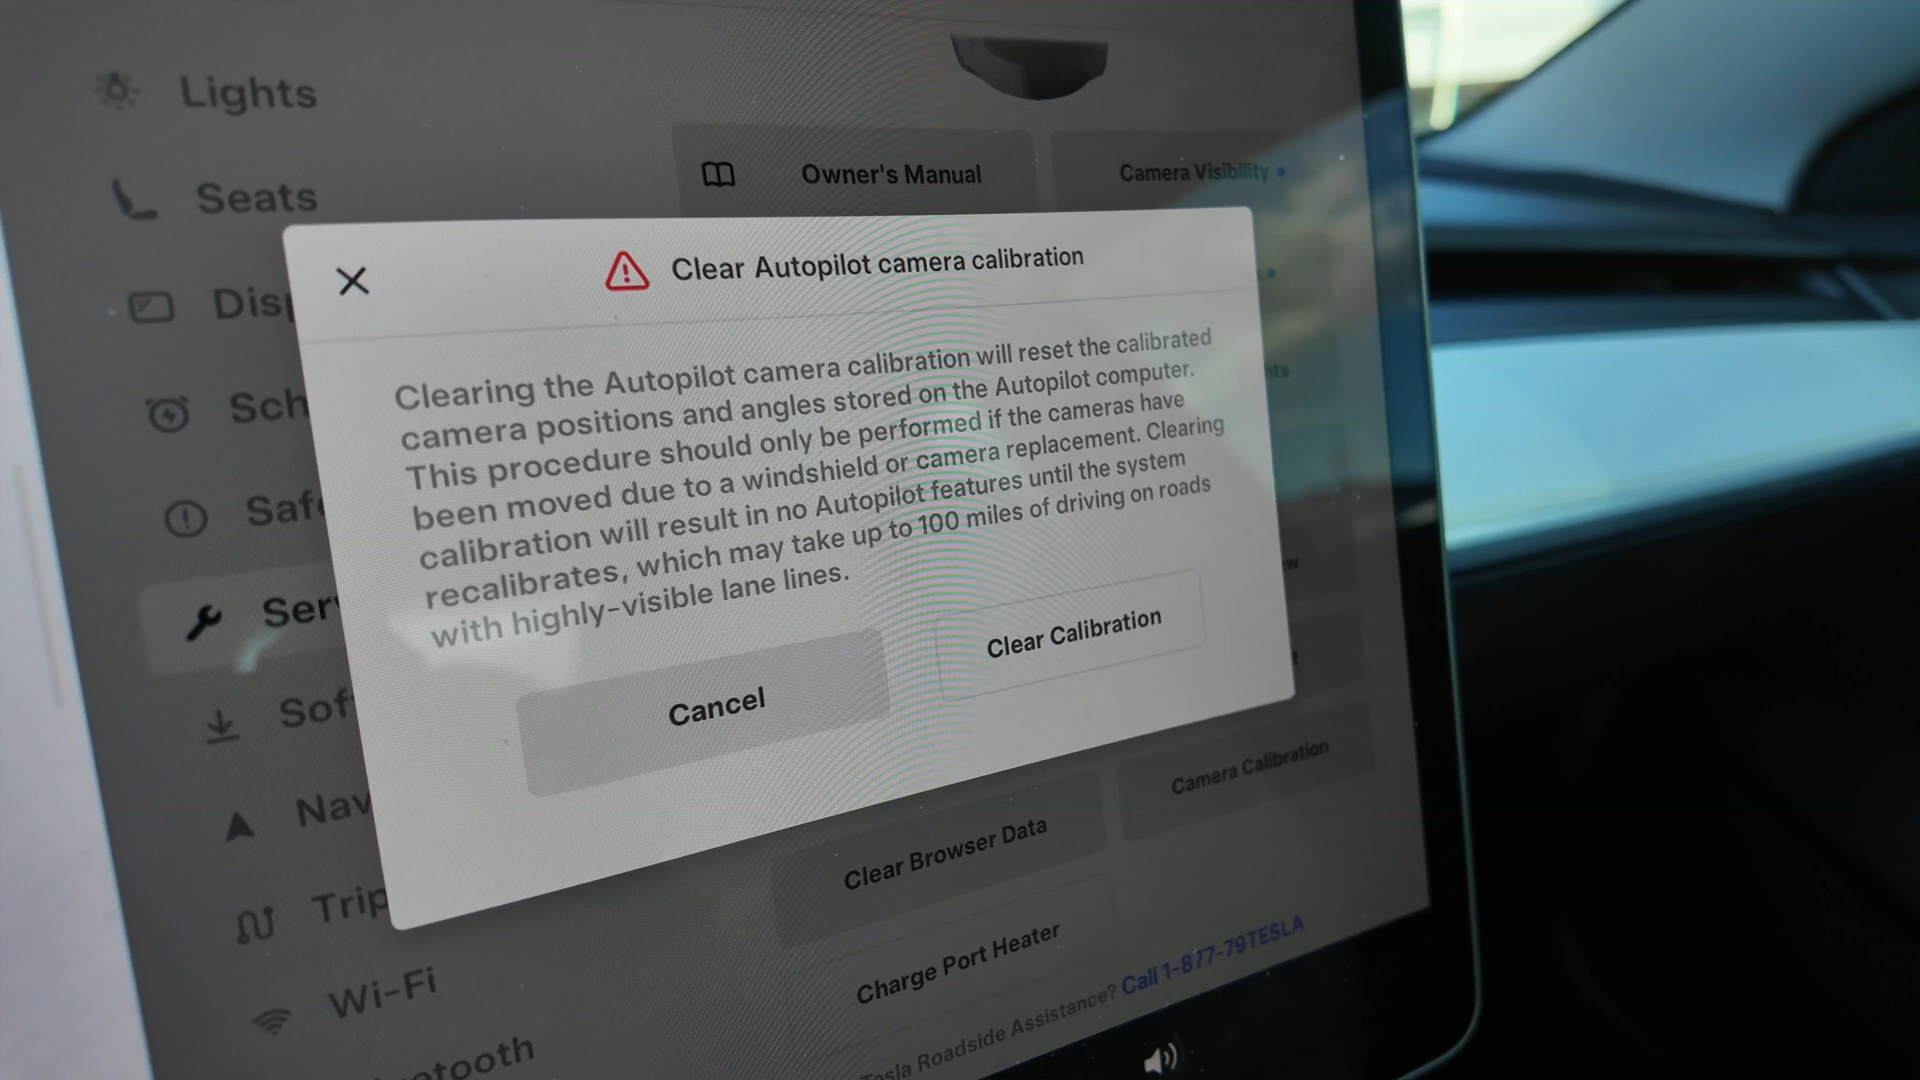 Lights
Seats
Owner's Manual
Camera Visibility
Clear Autopilot camera calibration
Clearing the Autopilot camera calibration will reset the calibrated
camera positions and angles stored on the Autopilot computer.
This procedure should only be performed if the cameras have
been moved due to a windshield or camera replacement. Clearing
calibration will result in no Autopilot features until the system
recalibrates, which may take up to 100 miles of driving on roads
with highly-visible lane lines.
Cancel
Clear Calibration
Camera Calibration
Clear Browser Data
Charge Port Heater
Trip
Wi-Fi
Roadside Assistance? Call 1-877-79TESLA